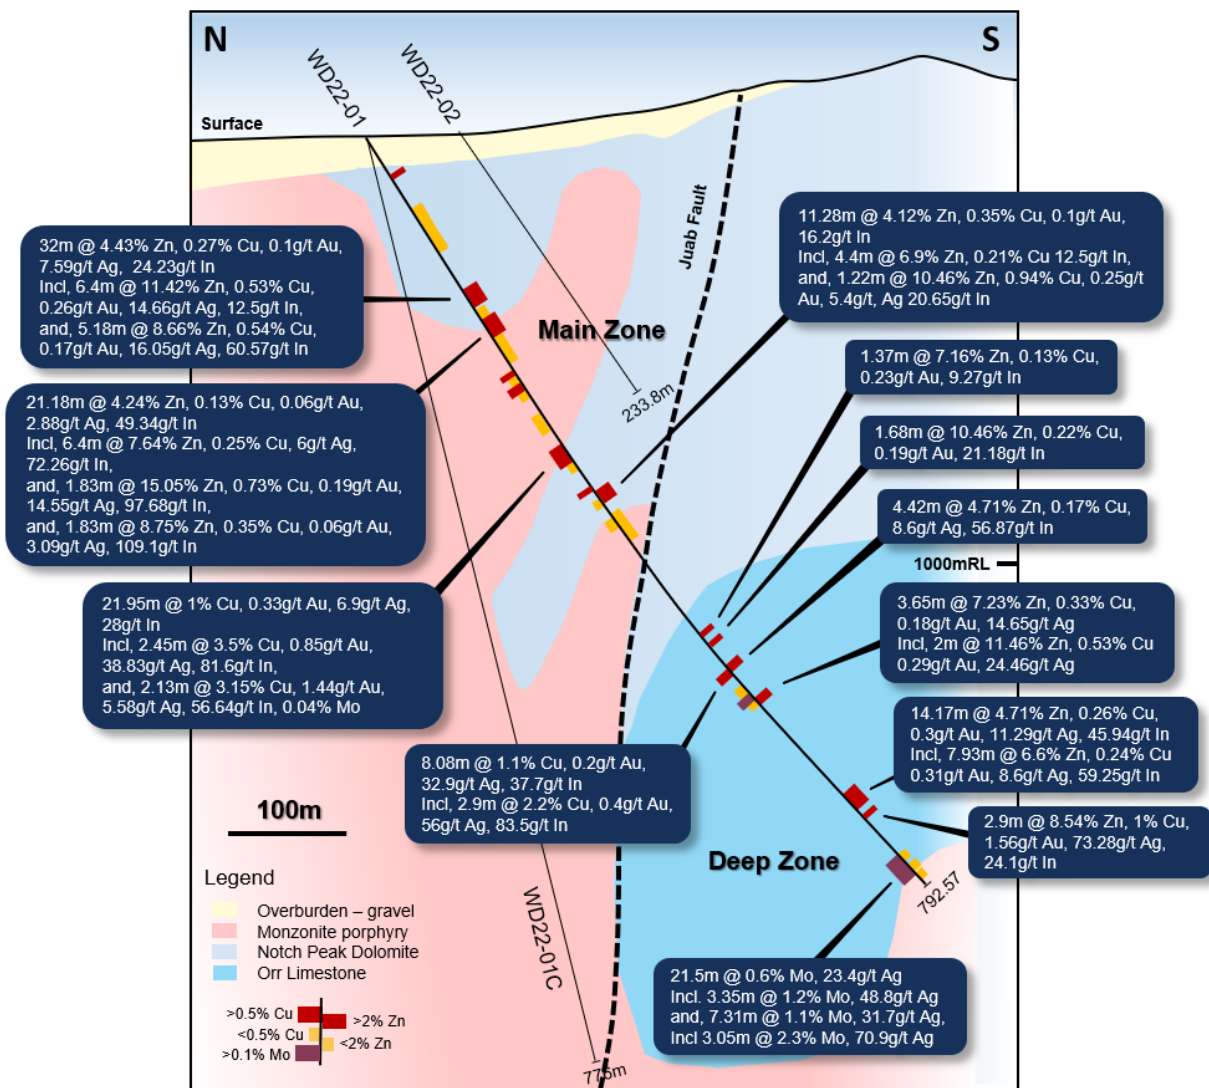 N
S
WD22-01
WD22-02
Surface
Juab Fault
32m @ 4.43% Zn, 0.27% Cu, 0.1g/t Au,
7.59g/t Ag, 24.23g/t In
Incl, 6.4m @ 11.42% Zn, 0.53% Cu,
0.26g/t Au, 14.66g/t Ag, 12.5g/t In,
and, 5.18m @ 8.66% Zn, 0.54% Cu,
0.17g/t Au, 16.05g/t Ag, 60.57g/t In
11.28m @ 4.12% Zn, 0.35% Cu, 0.1g/t Au,
16.2g/t In
Incl, 4.4m @ 6.9% Zn, 0.21% Cu 12.5g/t In,
and, 1.22m @ 10.46% Zn, 0.94% Cu, 0.25g/t
Au, 5.4g/t, Ag 20.65g/t In
Main Zone
233.8m
1.37m @ 7.16% Zn, 0.13% Cu,
0.23g/t Au, 9.27g/t In
21.18m @ 4.24% Zn, 0.13% Cu, 0.06g/t Au,
2.88g/t Ag, 49.34g/t In
Incl, 6.4m @ 7.64% Zn, 0.25% Cu, 6g/t Ag,
72.26g/t In,
and, 1.83m @ 15.05% Zn, 0.73% Cu, 0.19g/t Au,
14.55g/t Ag, 97.68g/t In,
and, 1.83m @ 8.75% Zn, 0.35% Cu, 0.06g/t Au,
3.09g/t Ag, 109.1g/t In
1.68m @ 10.46% Zn, 0.22% Cu,
0.19g/t Au, 21.18g/t In
4.42m @ 4.71% Zn, 0.17% Cu,
8.6g/t Ag, 56.87g/t In
1000mRL
21.95m @ 1% Cu, 0.33g/t Au, 6.9g/t Ag,
28g/t In
Incl, 2.45m @ 3.5% Cu, 0.85g/t Au,
38.83g/t Ag, 81.6g/t In,
and, 2.13m @ 3.15% Cu, 1.44g/t Au,
5.58g/t Ag, 56.64g/t In, 0.04% Mo
3.65m @ 7.23% Zn, 0.33% Cu,
0.18g/t Au, 14.65g/t Ag
Incl, 2m @ 11.46% Zn, 0.53% Cu
0.29g/t Au, 24.46g/t Ag
14.17m @ 4.71% Zn, 0.26% Cu,
0.3g/t Au, 11.29g/t Ag, 45.94g/t In
Incl, 7.93m @ 6.6% Zn, 0.24% Cu
0.31g/t Au, 8.6g/t Ag, 59.25g/t In
8.08m @ 1.1% Cu, 0.2g/t Au,
32.9g/t Ag, 37.7g/t In
Incl, 2.9m @ 2.2% Cu, 0.4g/t Au,
56g/t Ag, 83.5g/t In
2.9m @ 8.54% Zn, 1% Cu,
1.56g/t Au, 73.28g/t Ag,
24.1g/t In
100m
Deep Zone
792.57
WD22-01C
775m
21.5m @ 0.6% Mo, 23.4g/t Ag
Incl. 3.35m @ 1.2% Mo, 48.8g/t Ag
and, 7.31m @ 1.1% Mo, 31.7g/t Ag,
Incl 3.05m @ 2.3% Mo, 70.9g/t Ag
Legend
Overburden – gravel
Monzonite porphyry
Notch Peak Dolomite
Orr Limestone
>0.5% Cu
>2% Zn
<0.5% Cu
<2% Zn
>0.1% Mo